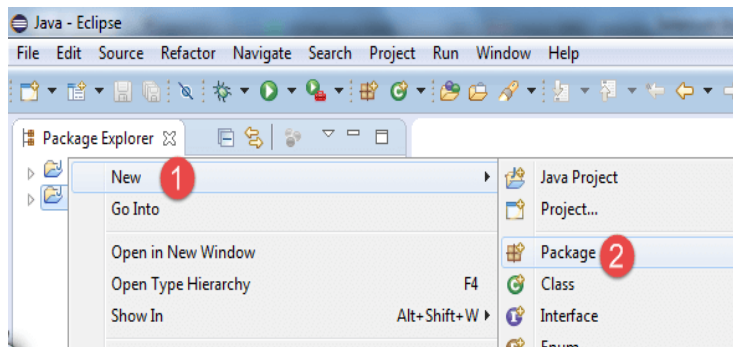 Java - Eclipse
File Edit Source Refactor Navigate Search Project Run Window Help
Package Explorer
New 1
Java Project
Go Into
Project...
Open in New Window
Package 2
Open Type Hierarchy F4
Class
Show In Alt+Shift+W
Interface
Enum